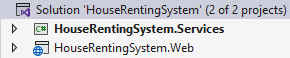 Solution 'HouseRentingSystem' (2 of 2 projects)
C# HouseRentingSystem.Services
HouseRentingSystem.Web